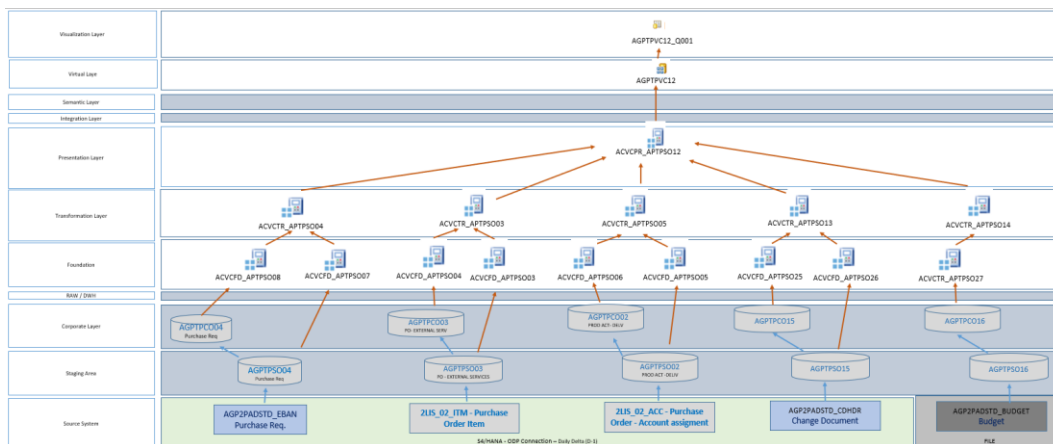 Visualization Layer
AGPTPVC12_Q001
Virtual Laye
AGPTPVC12
Semantic Layer
Integration Layer
Presentation Layer
ACVCPR_APTPSO12
Transformation Layer
ACVCTR_APTPSO04
ACVCTR_APTPSO03
ACVCTR_APTPSO05
ACVCTR_APTPSO13
ACVCTR_APTPSO14
Foundation
ACVCFD_APTPSO08
ACVCFD_APTPSO07
ACVCFD_APTPSO04
ACVCFD_APTPSO03
ACVCFD_APTPSO06
ACVCFD_APTPSO05
ACVCFD_APTPSO25
ACVCFD_APTPSO26
ACVCTR_APTPSO27
RAW / DWH
Corporate Layer
AGPTPCO04
Purchase Req
AGPTPCO03
PO- EXTERNAL SERV
AGPTPCO02
PROD ACT- DELIV
AGPTPCO15
AGPTPCO16
Staging Area
AGPTPSO04
Purchase Req
AGPTPSO03
PO - EXTERNAL SERVICES
AGPTPSO02
PROD ACT -DELIV
AGPTPSO15
AGPTPSO16
Source System
AGP2PADSTD_EBAN
Purchase Req.
2LIS_02_ITM - Purchase
Order Item
2LIS_02_ACC - Purchase
Order - Account assigment
AGP2PADSTD_CDHDR
Change Document
AGP2PADSTD_BUDGET
Budget
S4/HANA - ODP Connection – Daily Delta (D-1)
FILE